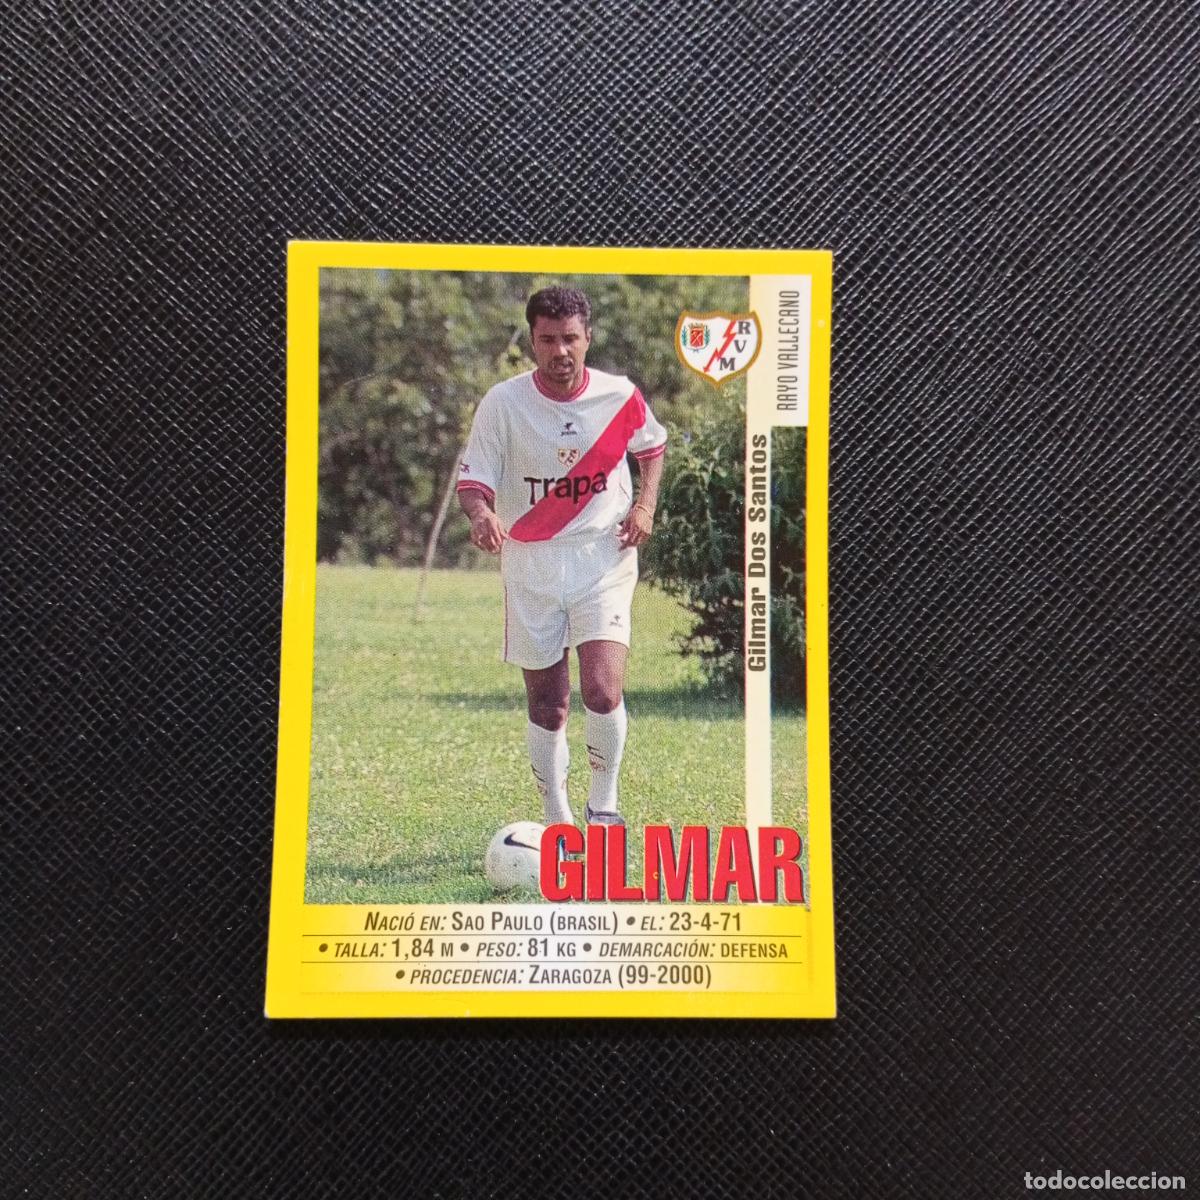 RAYO VALLECANO
RVM
Gilmar Dos Santos
Trapa
GILMAR
NACIÓ EN: SAO PAULO (BRASIL) • EL: 23-4-71
• TALLA: 1,84 M • PESO: 81 KG • DEMARCACIÓN: DEFENSA
• PROCEDENCIA: ZARAGOZA (99-2000)
todocoleccion